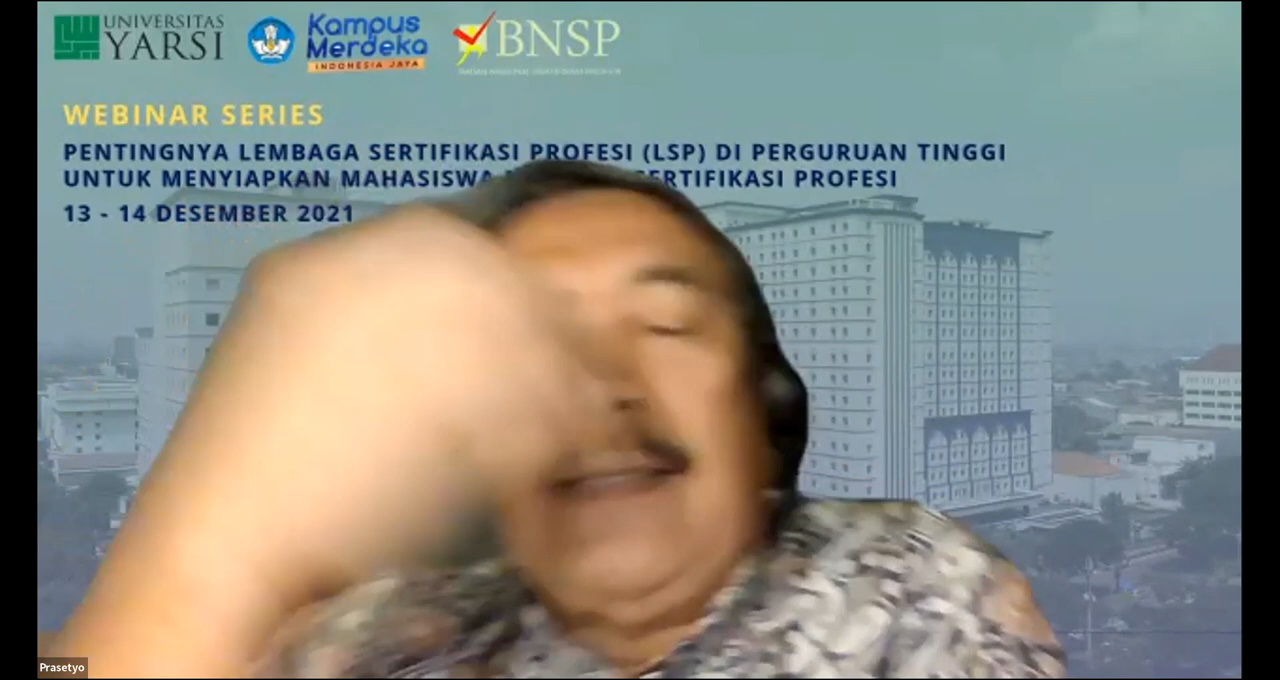 UNIVERSITAS
YARSI
Kampus
Merdeka
INDONESIA JAYA
BNSP
WEBINAR SERIES
PENTINGNYA LEMBAGA SERTIFIKASI PROFESI (LSP) DI PERGURUAN TINGGI
UNTUK MENYIAPKAN MAHASISWA SERTIFIKASI PROFESI
13 - 14 DESEMBER 2021
Prasetyo